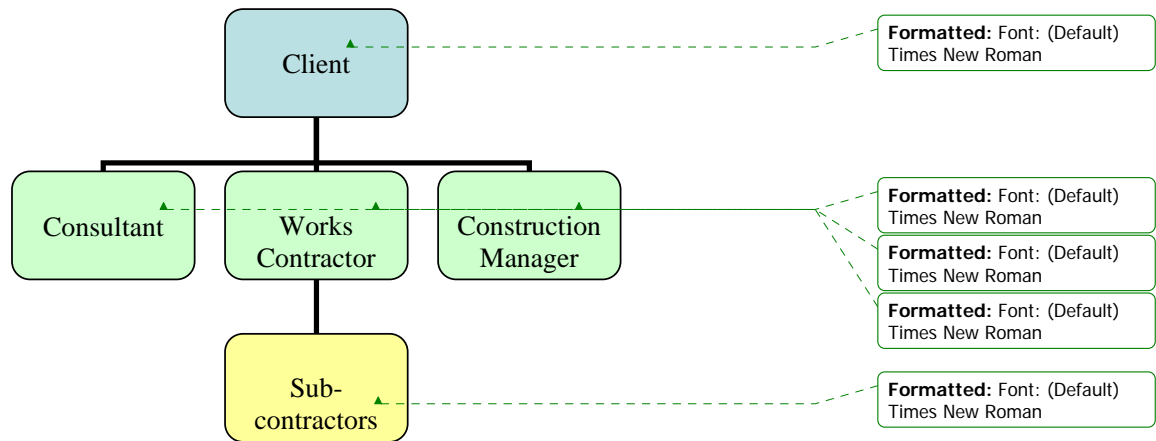 Client
Formatted: Font: (Default)
Times New Roman
Consultant
Works
Contractor
Construction
Manager
Formatted: Font: (Default)
Times New Roman
Formatted: Font: (Default)
Times New Roman
Formatted: Font: (Default)
Times New Roman
Sub-
contractors
Formatted: Font: (Default)
Times New Roman